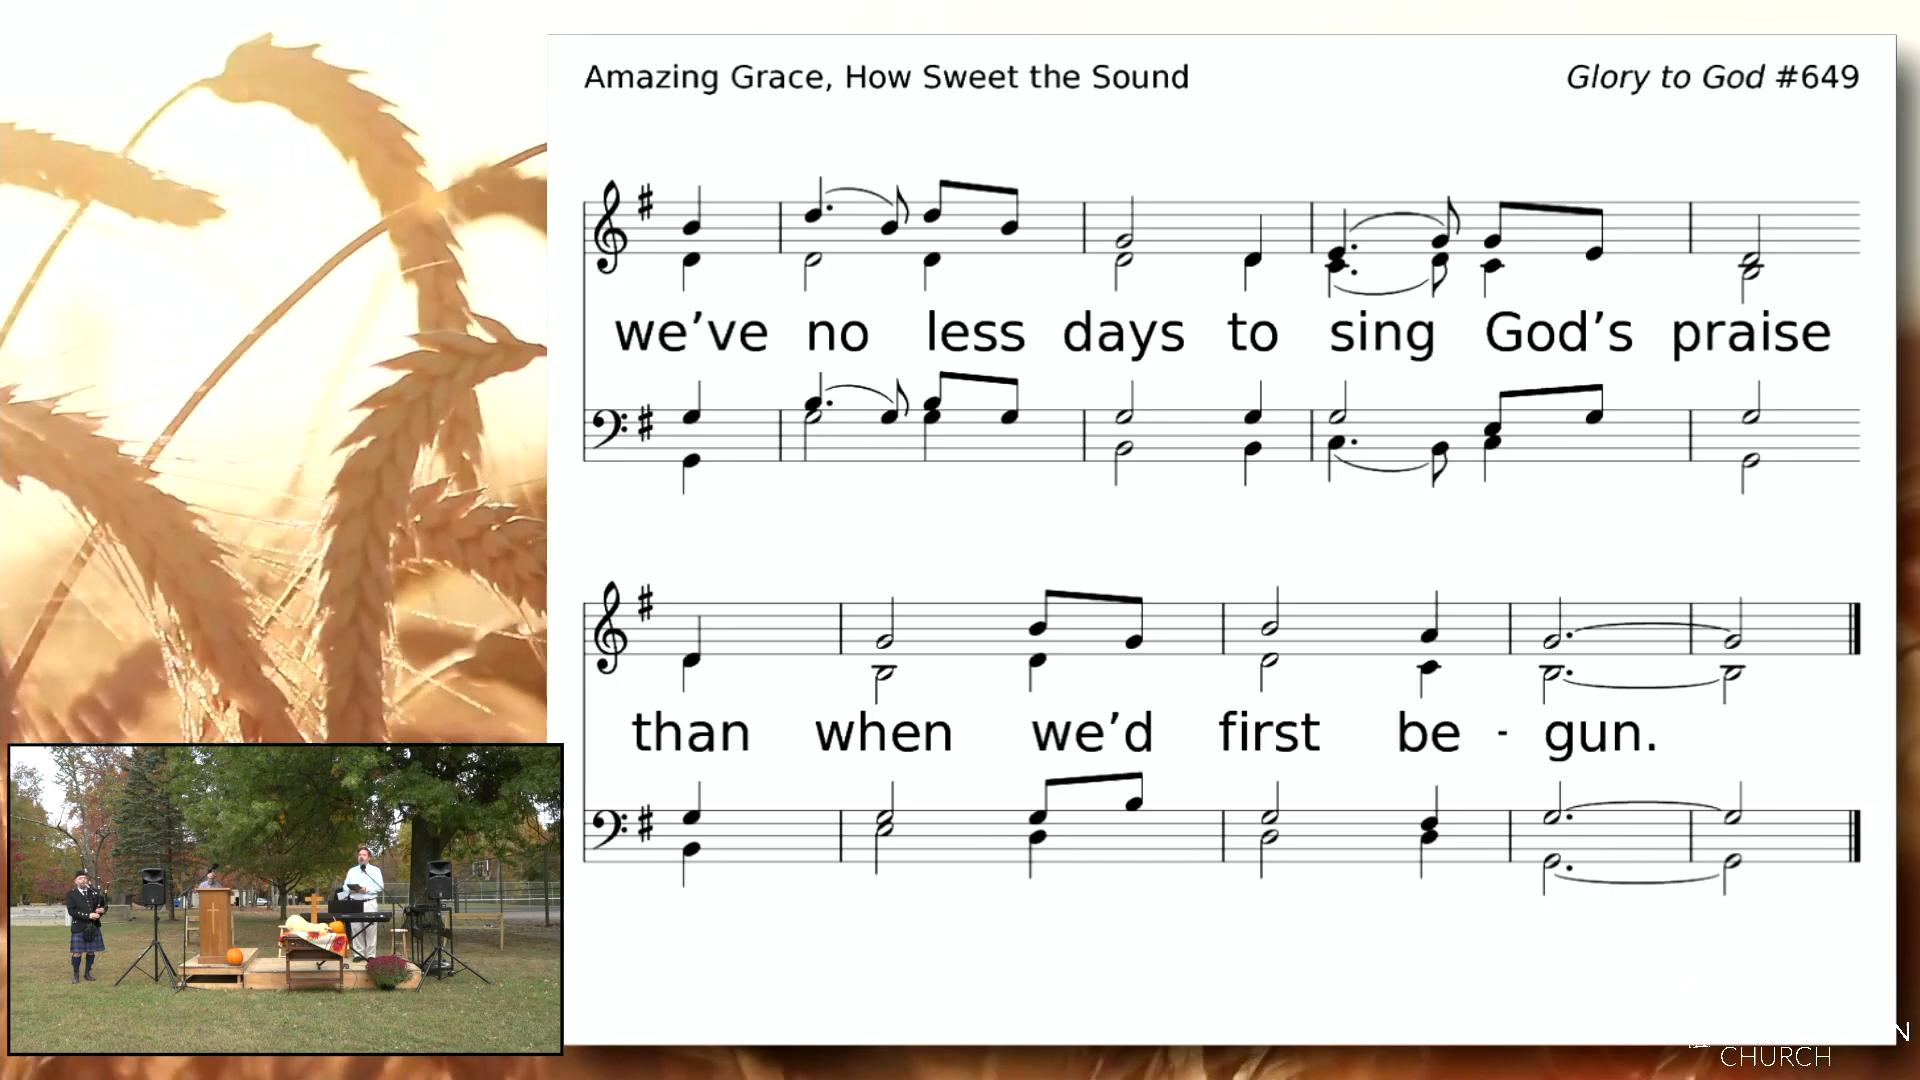 Amazing Grace, How Sweet the Sound
Glory to God #649
we’ve no less days to sing God’s praise
than when we’d first be - gun.
CHURCH